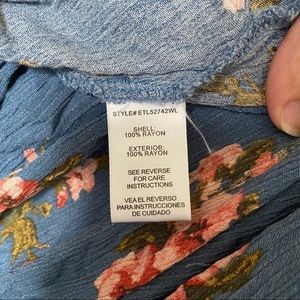 STYLE# ETL52742WL
SHELL:
100% RAYON
EXTERIOR:
100% RAYON
SEE REVERSE
FOR CARE
INSTRUCTIONS
VEA EL REVERSO
PARA INSTRUCCIONES
DE CUIDADO